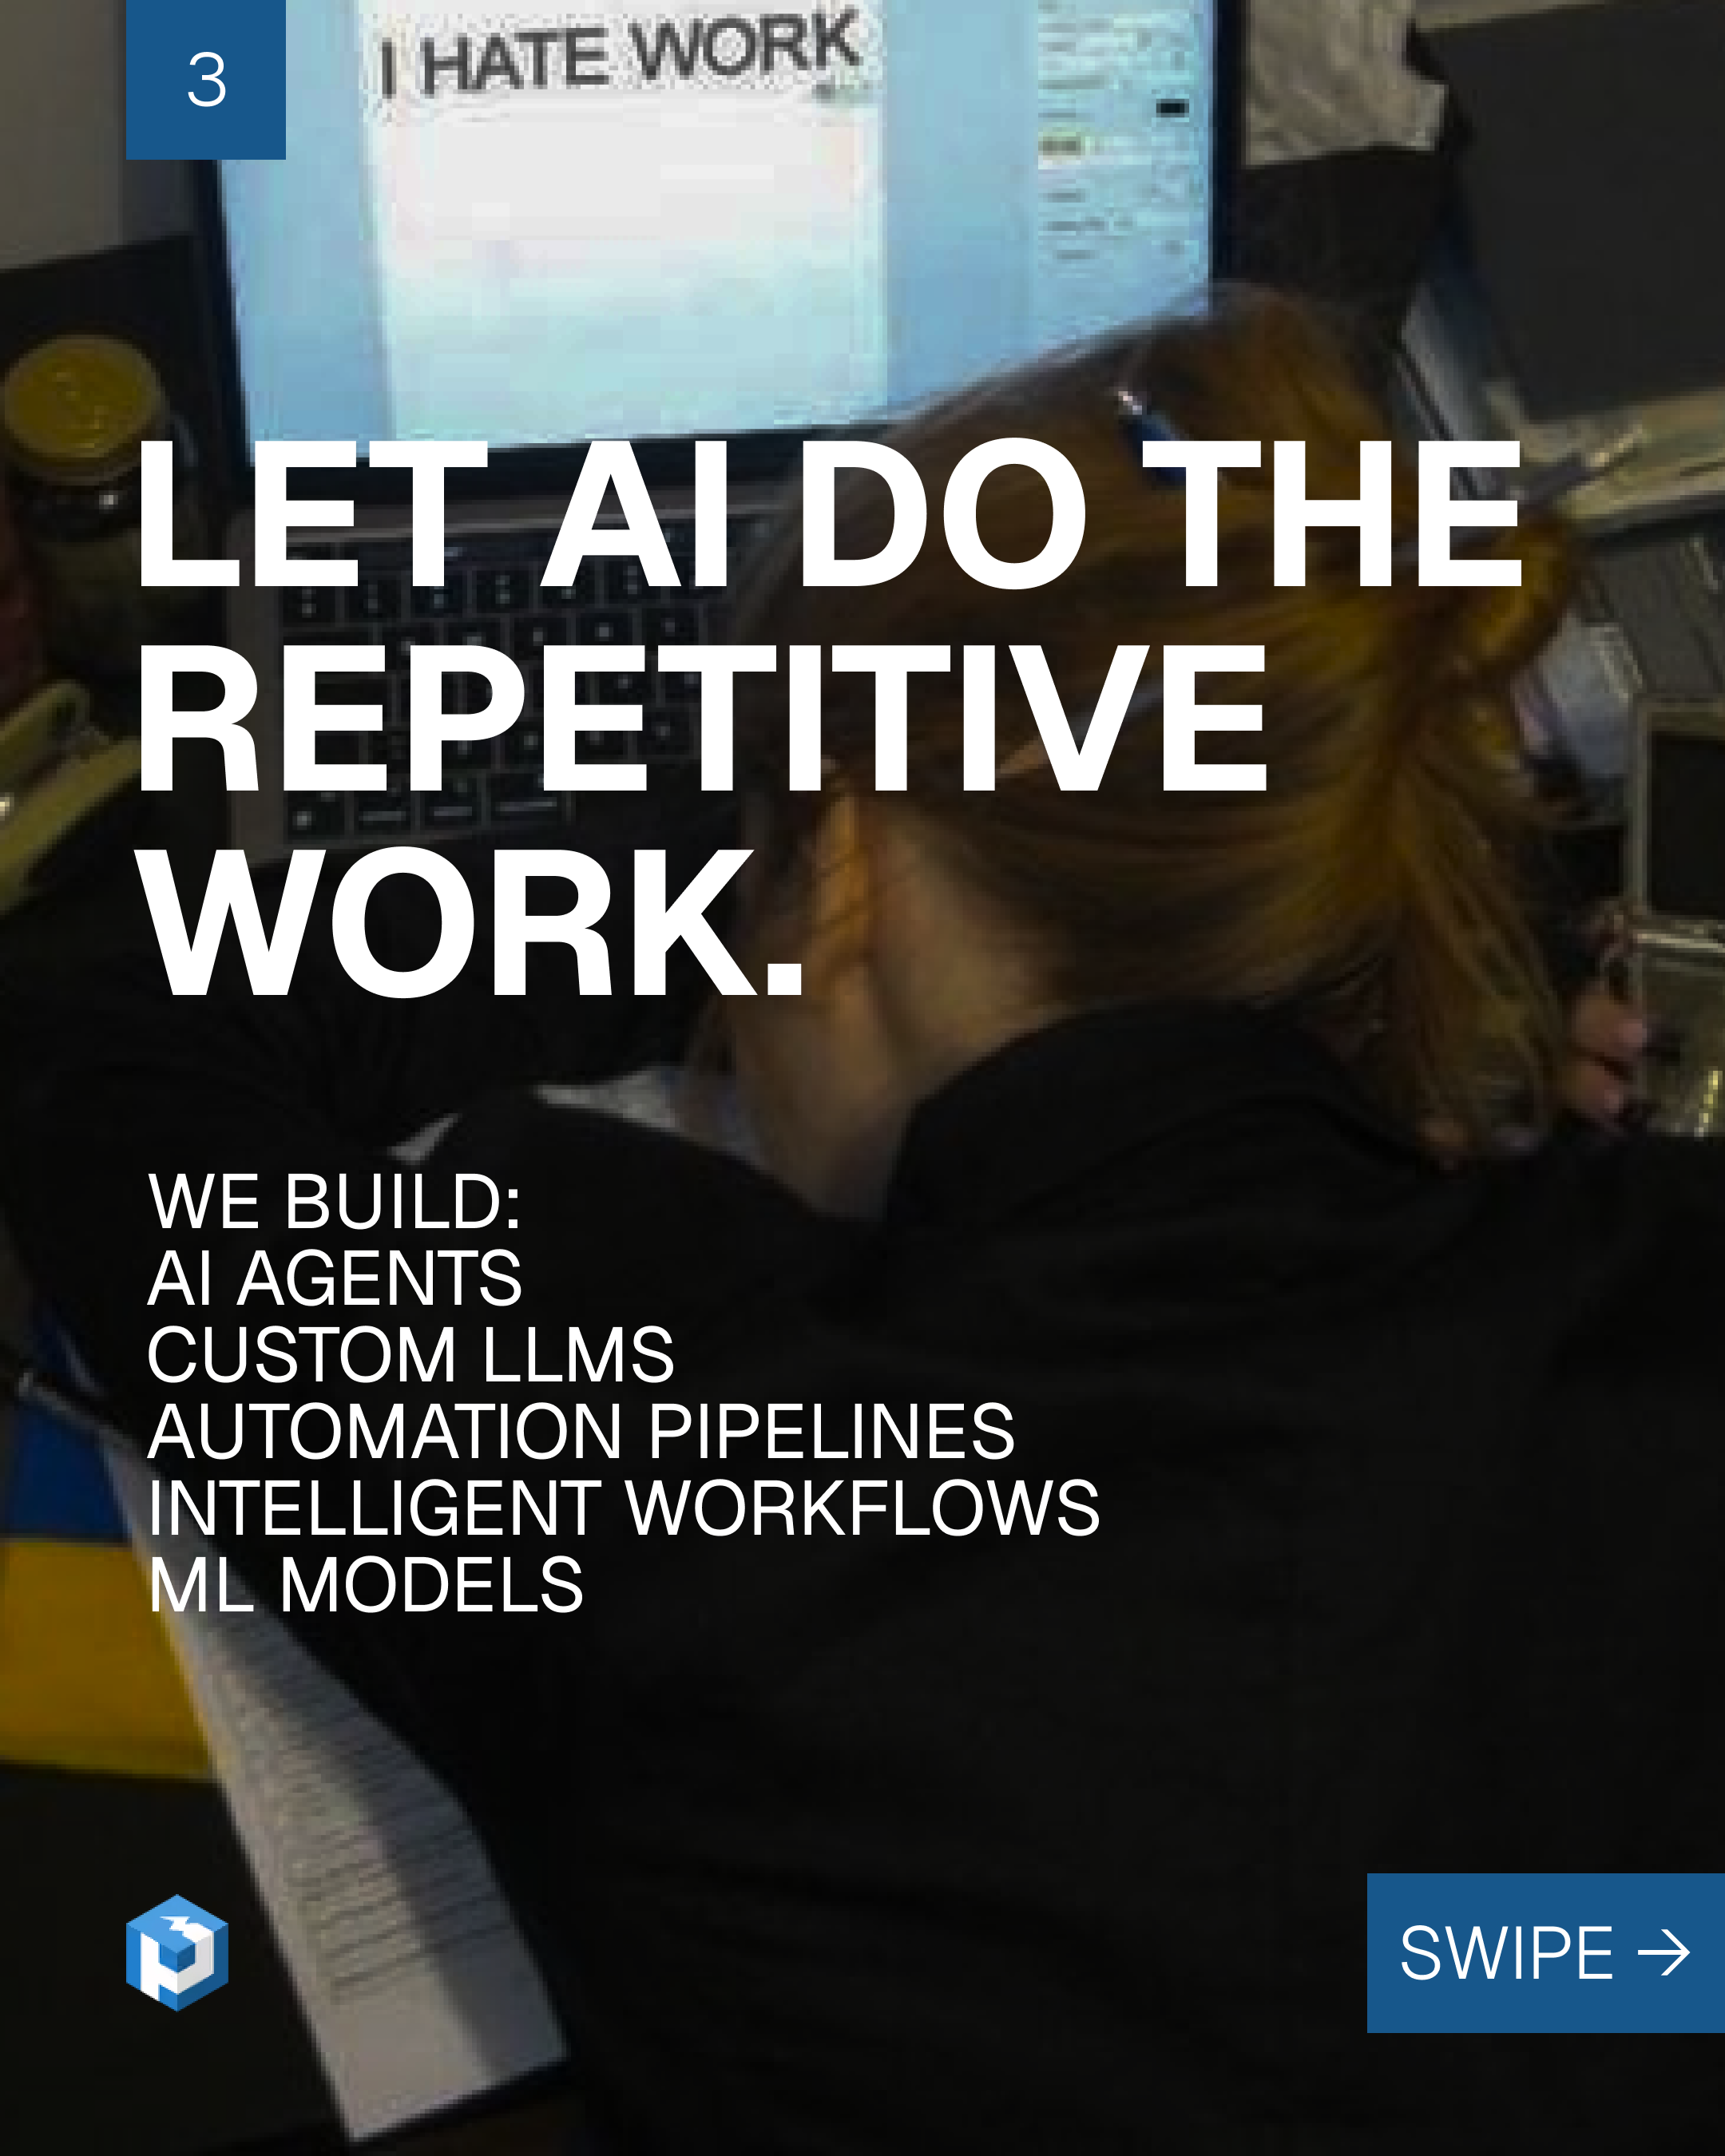 3
I HATE WORK
LET AI DO THE
REPETITIVE
WORK.
WE BUILD:
AI AGENTS
CUSTOM LLMS
AUTOMATION PIPELINES
INTELLIGENT WORKFLOWS
ML MODELS
SWIPE →